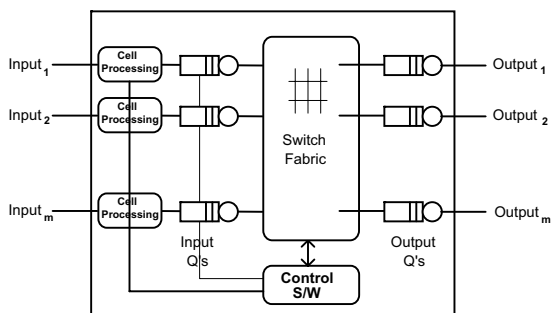 Input 1
Cell
Processing
Output 1
Input 2
Cell
Processing
Output 2
Switch
Fabric
Input m
Cell
Processing
Output m
Input
Q's
Output
Q's
Control
S/W